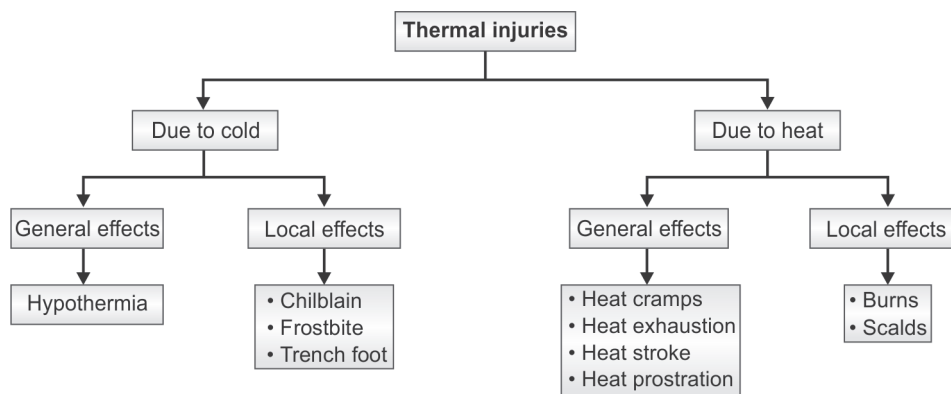 Thermal injuries
Due to cold
Due to heat
General effects
Local effects
General effects
Local effects
Hypothermia
• Chilblain
• Frostbite
• Trench foot
• Heat cramps
• Heat exhaustion
• Heat stroke
• Heat prostration
• Burns
• Scalds